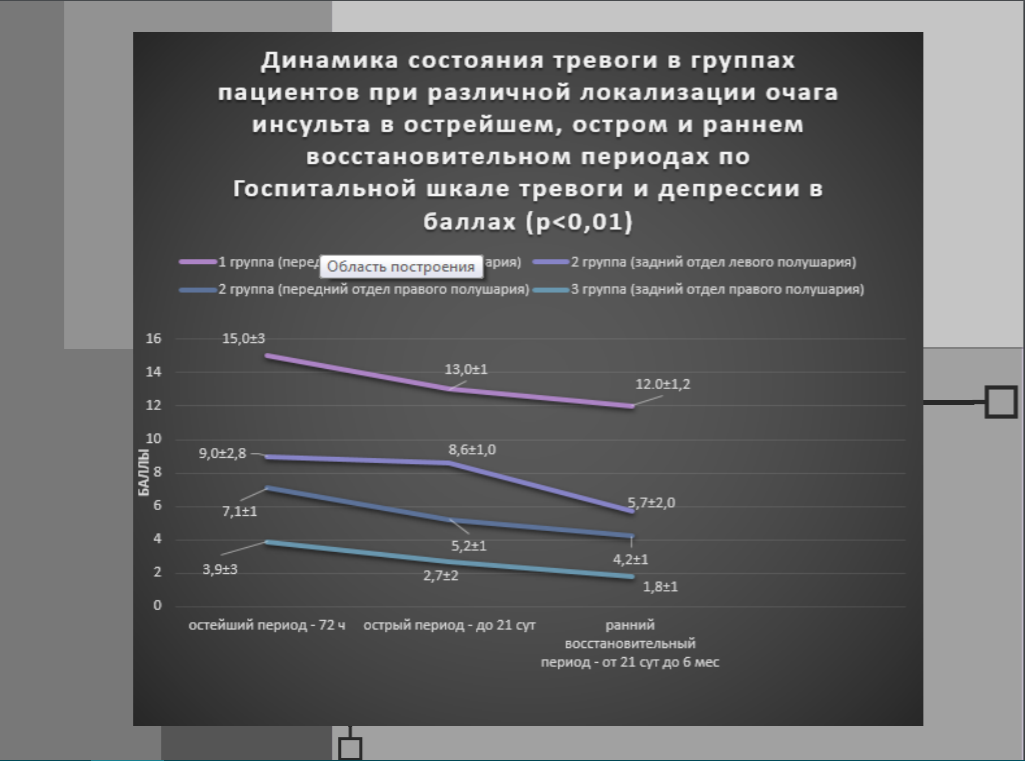 Динамика состояния тревоги в группах
пациентов при различной локализации очага
инсульта в острейшем, остром и раннем
восстановительном периодах по
Госпитальной шкале тревоги и депрессии в
баллах (p<0,01)
1 группа (перед
Область построения
ария)
2 группа (задний отдел левого полушария)
2 группа (передний отдел правого полушария)
3 группа (задний отдел правого полушария)
БАЛЛЫ
16
14
12
10
8
6
4
2
0
15,0±3
13,0±1
12.0±1,2
9,0±2,8
8,6±1,0
5,7±2,0
7,1±1
5,2±1
4,2±1
3,9±3
2,7±2
1,8±1
остейший период - 72 ч
острый период - до 21 сут
ранний
восстановительный
период - от 21 сут до 6 мес